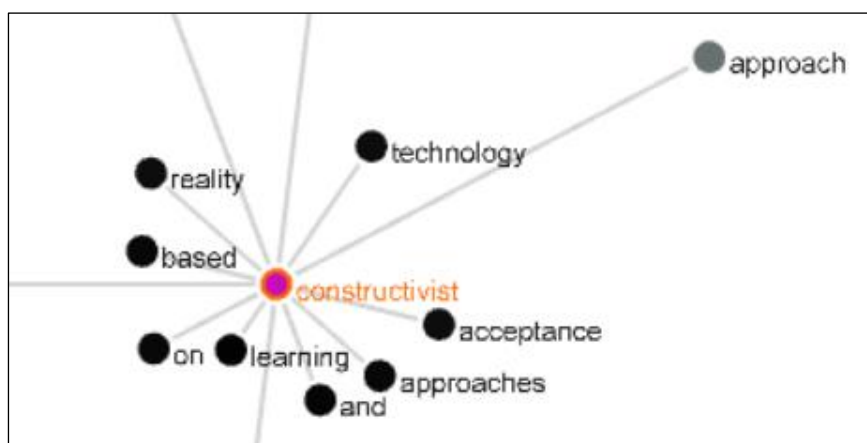 approach
technology
reality
based
constructivist
acceptance
on
learning
approaches
and